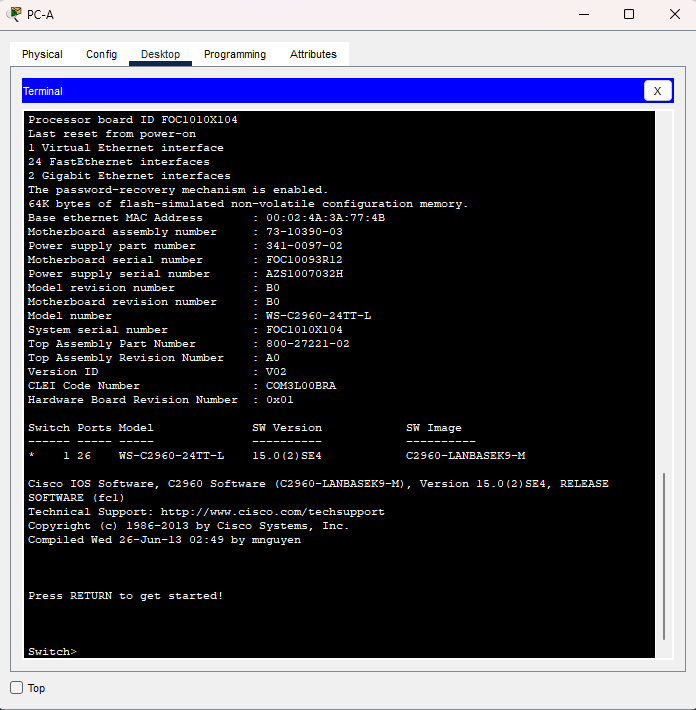 PC-A
Physical Config Desktop Programming Attributes
Terminal X
Processor board ID FOC1010X104
Last reset from power-on
1 Virtual Ethernet interface
24 FastEthernet interfaces
2 Gigabit Ethernet interfaces
The password-recovery mechanism is enabled.
64K bytes of flash-simulated non-volatile configuration memory.
Base ethernet MAC Address       : 00:02:4A:3A:77:4B
Motherboard assembly number     : 73-10390-03
Power supply part number        : 341-0097-02
Motherboard serial number       : FOC10093R12
Power supply serial number      : AZS1007032H
Model revision number           : B0
Motherboard revision number     : B0
Model number                    : WS-C2960-24TT-L
System serial number            : FOC1010X104
Top Assembly Part Number        : 800-27221-02
Top Assembly Revision Number    : A0
Version ID                      : V02
CLEI Code Number                : COM3L00BRA
Hardware Board Revision Number  : 0x01
Switch Ports Model              SW Version            SW Image
------ ----- -----              ----------            ----------
*    1 26    WS-C2960-24TT-L    15.0(2)SE4            C2960-LANBASEK9-M
Cisco IOS Software, C2960 Software (C2960-LANBASEK9-M), Version 15.0(2)SE4, RELEASE
SOFTWARE (fc1)
Technical Support: http://www.cisco.com/techsupport
Copyright (c) 1986-2013 by Cisco Systems, Inc.
Compiled Wed 26-Jun-13 02:49 by mnguyen
Press RETURN to get started!
Switch>
Top